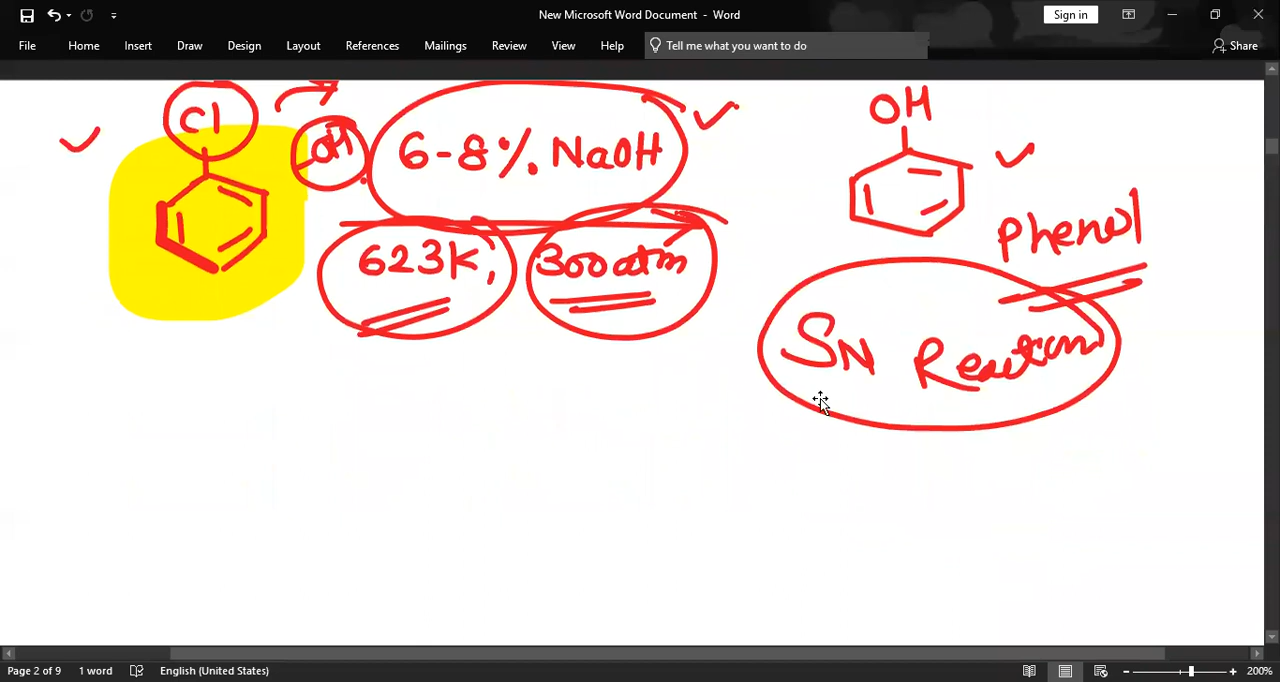 New Microsoft Word Document - Word
Sign in
File Home Insert Draw Design Layout References Mailings Review View Help Tell me what you want to do Share
Cl
OH
6-8% NaOH
623K, 300atm
OH
Phenol
SN Reaction
Page 2 of 9 1 word English (United States) 200%